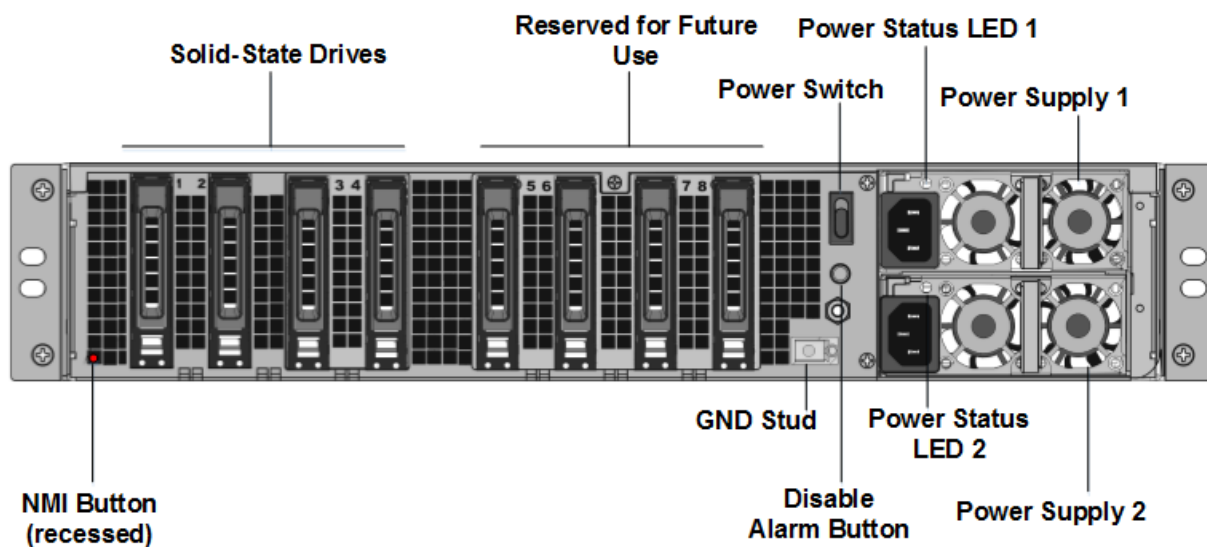 Solid-State Drives
Reserved for Future
Use
Power Status LED 1
Power Switch
Power Supply 1
1 2 3 4 5 6 7 8
GND Stud
Power Status
LED 2
NMI Button
(recessed)
Disable
Alarm Button
Power Supply 2